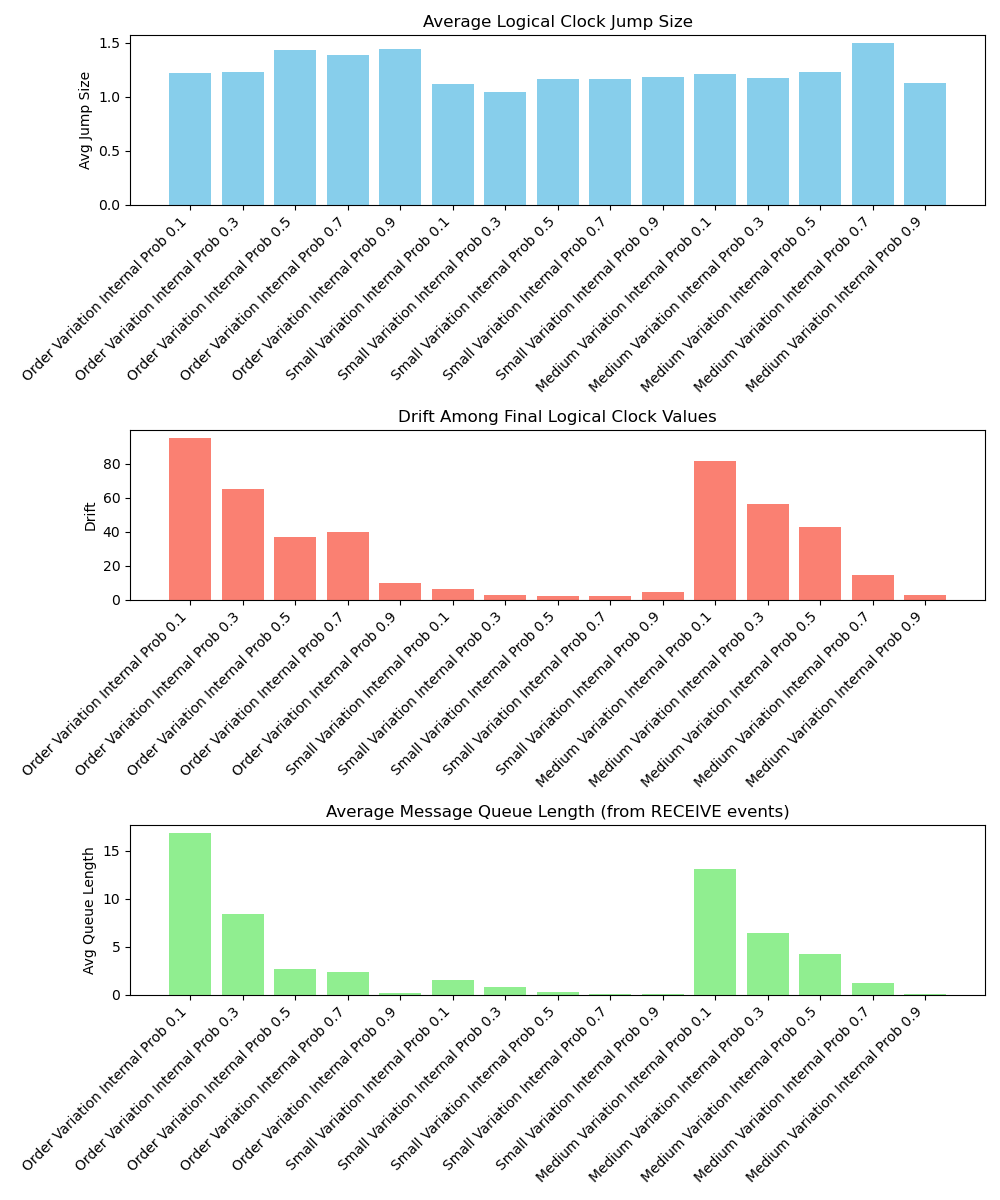 Average Logical Clock Jump Size
Avg Jump Size
1.5
1.0
0.5
0.0
Order Variation Internal Prob 0.1
Order Variation Internal Prob 0.3
Order Variation Internal Prob 0.5
Order Variation Internal Prob 0.7
Order Variation Internal Prob 0.9
Small Variation Internal Prob 0.1
Small Variation Internal Prob 0.3
Small Variation Internal Prob 0.5
Small Variation Internal Prob 0.7
Small Variation Internal Prob 0.9
Medium Variation Internal Prob 0.1
Medium Variation Internal Prob 0.3
Medium Variation Internal Prob 0.5
Medium Variation Internal Prob 0.7
Medium Variation Internal Prob 0.9
Drift Among Final Logical Clock Values
Drift
80
60
40
20
0
Order Variation Internal Prob 0.1
Order Variation Internal Prob 0.3
Order Variation Internal Prob 0.5
Order Variation Internal Prob 0.7
Order Variation Internal Prob 0.9
Small Variation Internal Prob 0.1
Small Variation Internal Prob 0.3
Small Variation Internal Prob 0.5
Small Variation Internal Prob 0.7
Small Variation Internal Prob 0.9
Medium Variation Internal Prob 0.1
Medium Variation Internal Prob 0.3
Medium Variation Internal Prob 0.5
Medium Variation Internal Prob 0.7
Medium Variation Internal Prob 0.9
Average Message Queue Length (from RECEIVE events)
Avg Queue Length
15
10
5
0
Order Variation Internal Prob 0.1
Order Variation Internal Prob 0.3
Order Variation Internal Prob 0.5
Order Variation Internal Prob 0.7
Order Variation Internal Prob 0.9
Small Variation Internal Prob 0.1
Small Variation Internal Prob 0.3
Small Variation Internal Prob 0.5
Small Variation Internal Prob 0.7
Small Variation Internal Prob 0.9
Medium Variation Internal Prob 0.1
Medium Variation Internal Prob 0.3
Medium Variation Internal Prob 0.5
Medium Variation Internal Prob 0.7
Medium Variation Internal Prob 0.9